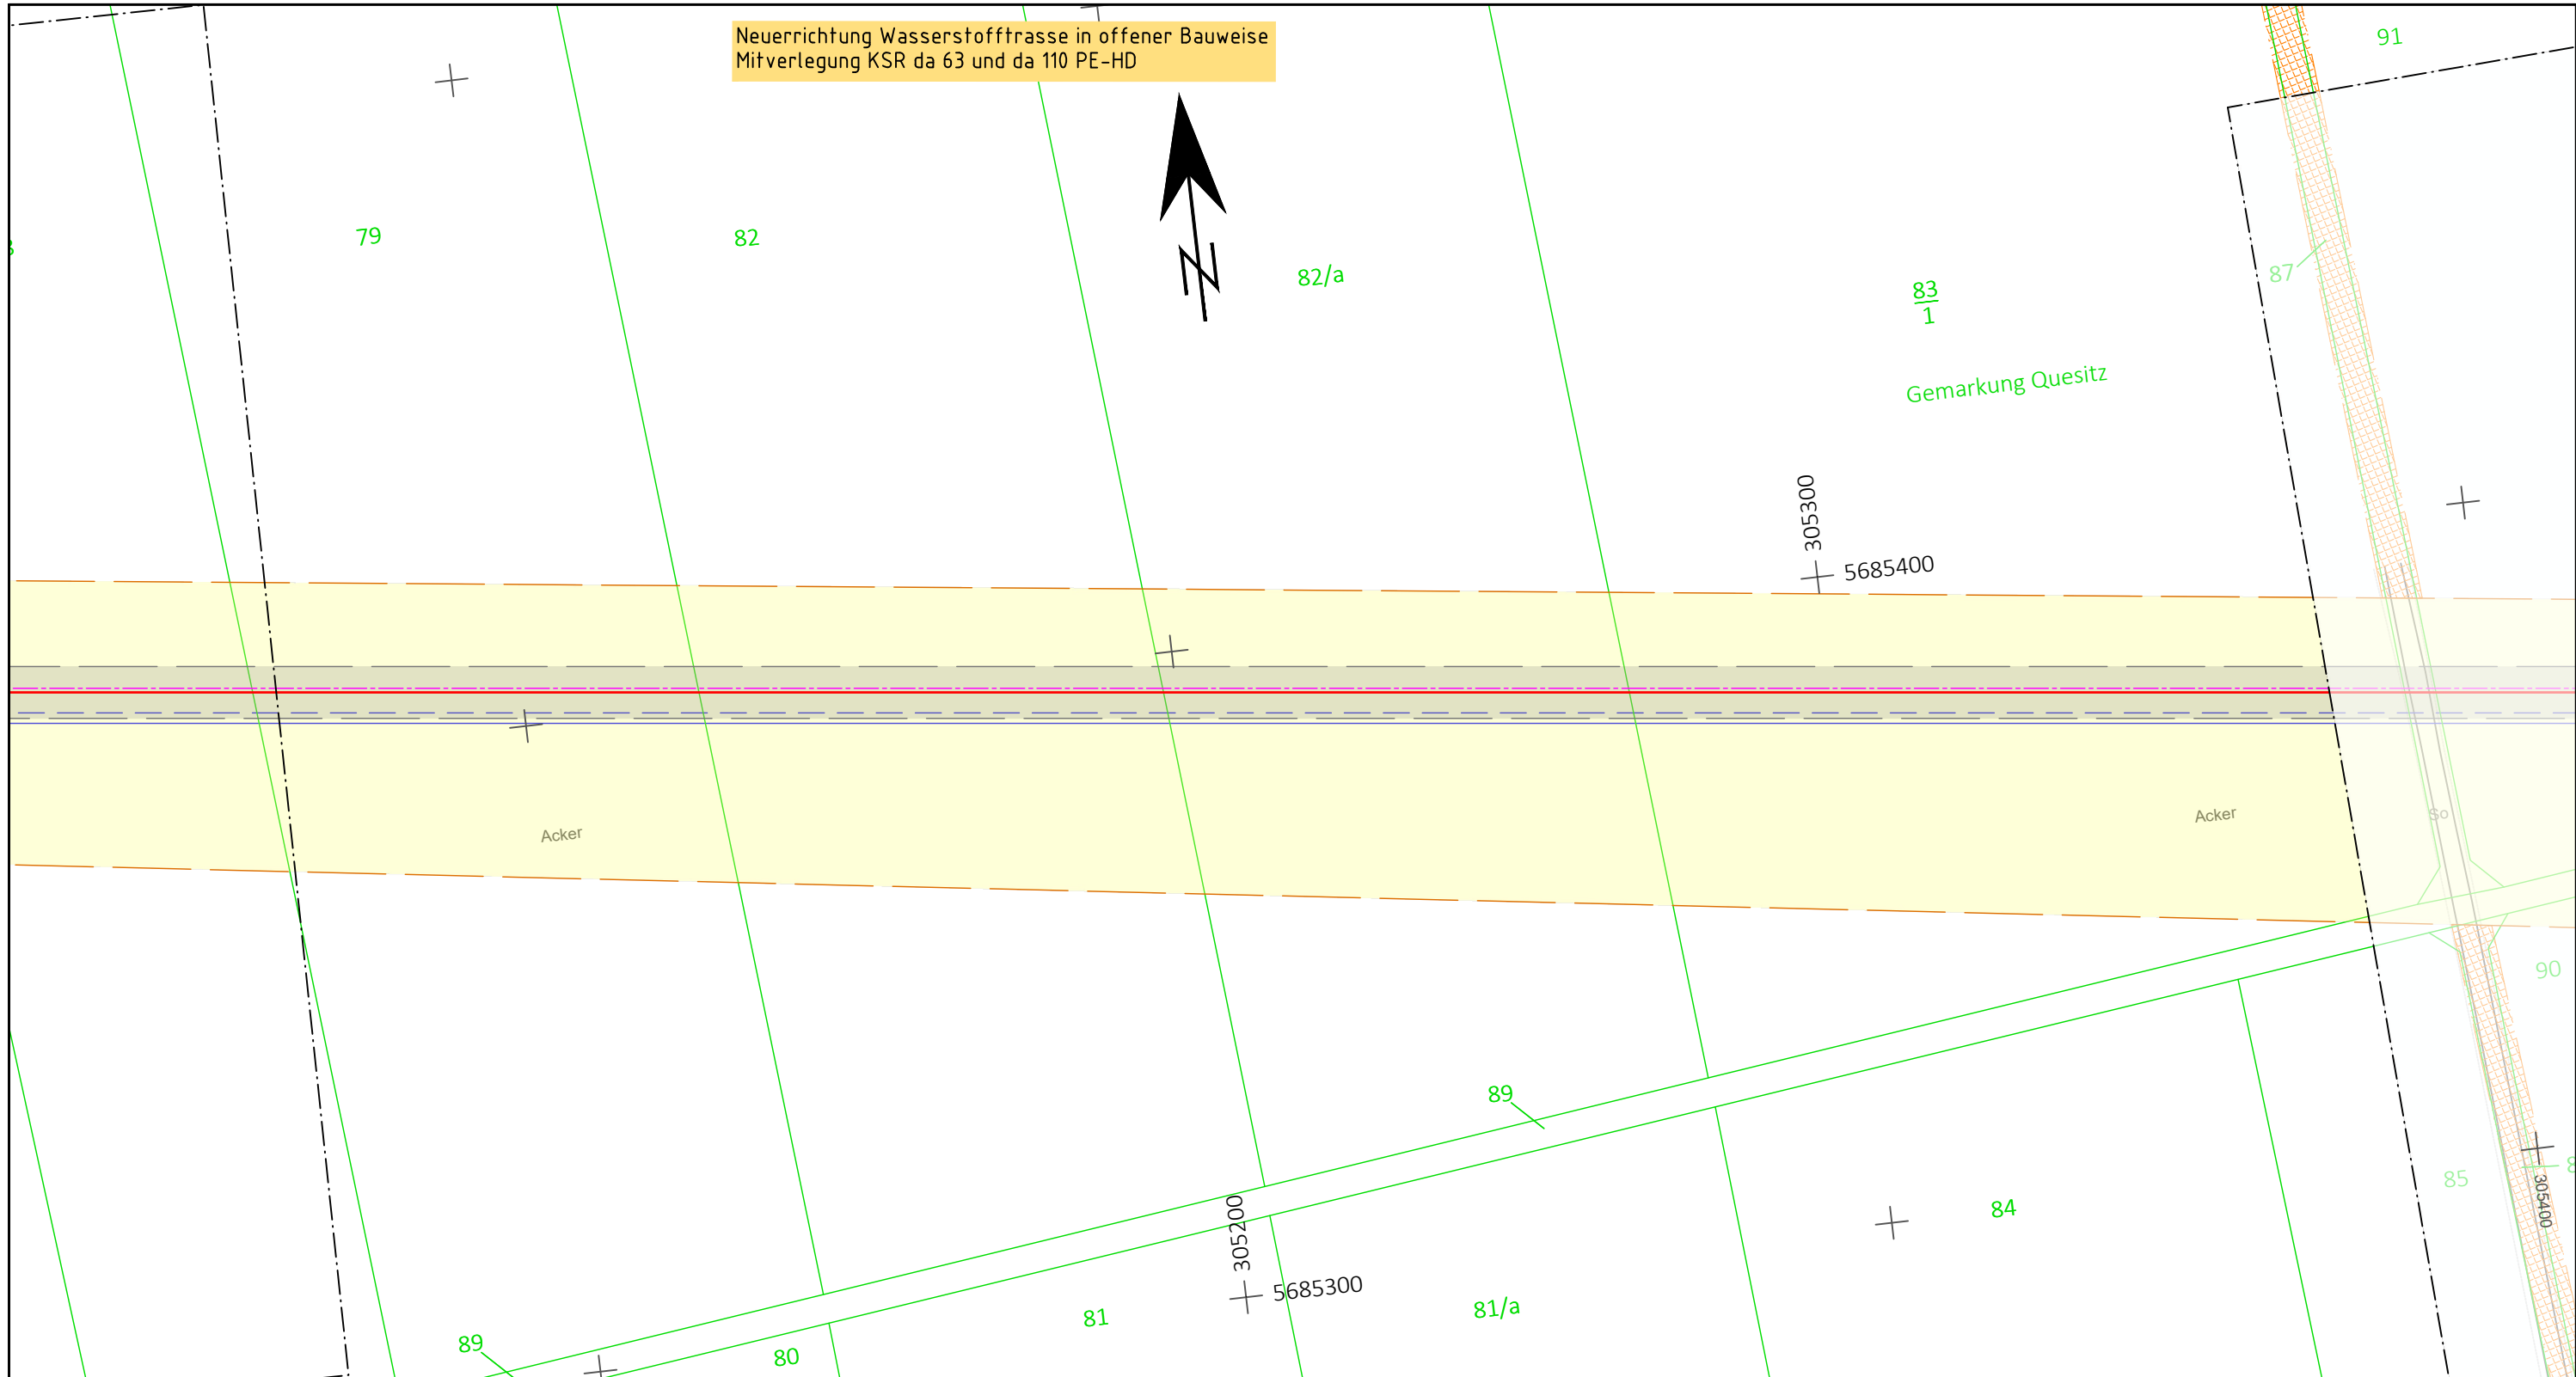 Neuerrichtung Wasserstofftrasse in offener Bauweise
Mitverlegung KSR da 63 und da 110 PE-HD
91
79
82
N
82/a
87
83
1
Gemarkung Quesitz
305300
5685400
Acker
Acker
So
90
89
85
305400
84
305200
5685300
81
81/a
89
80